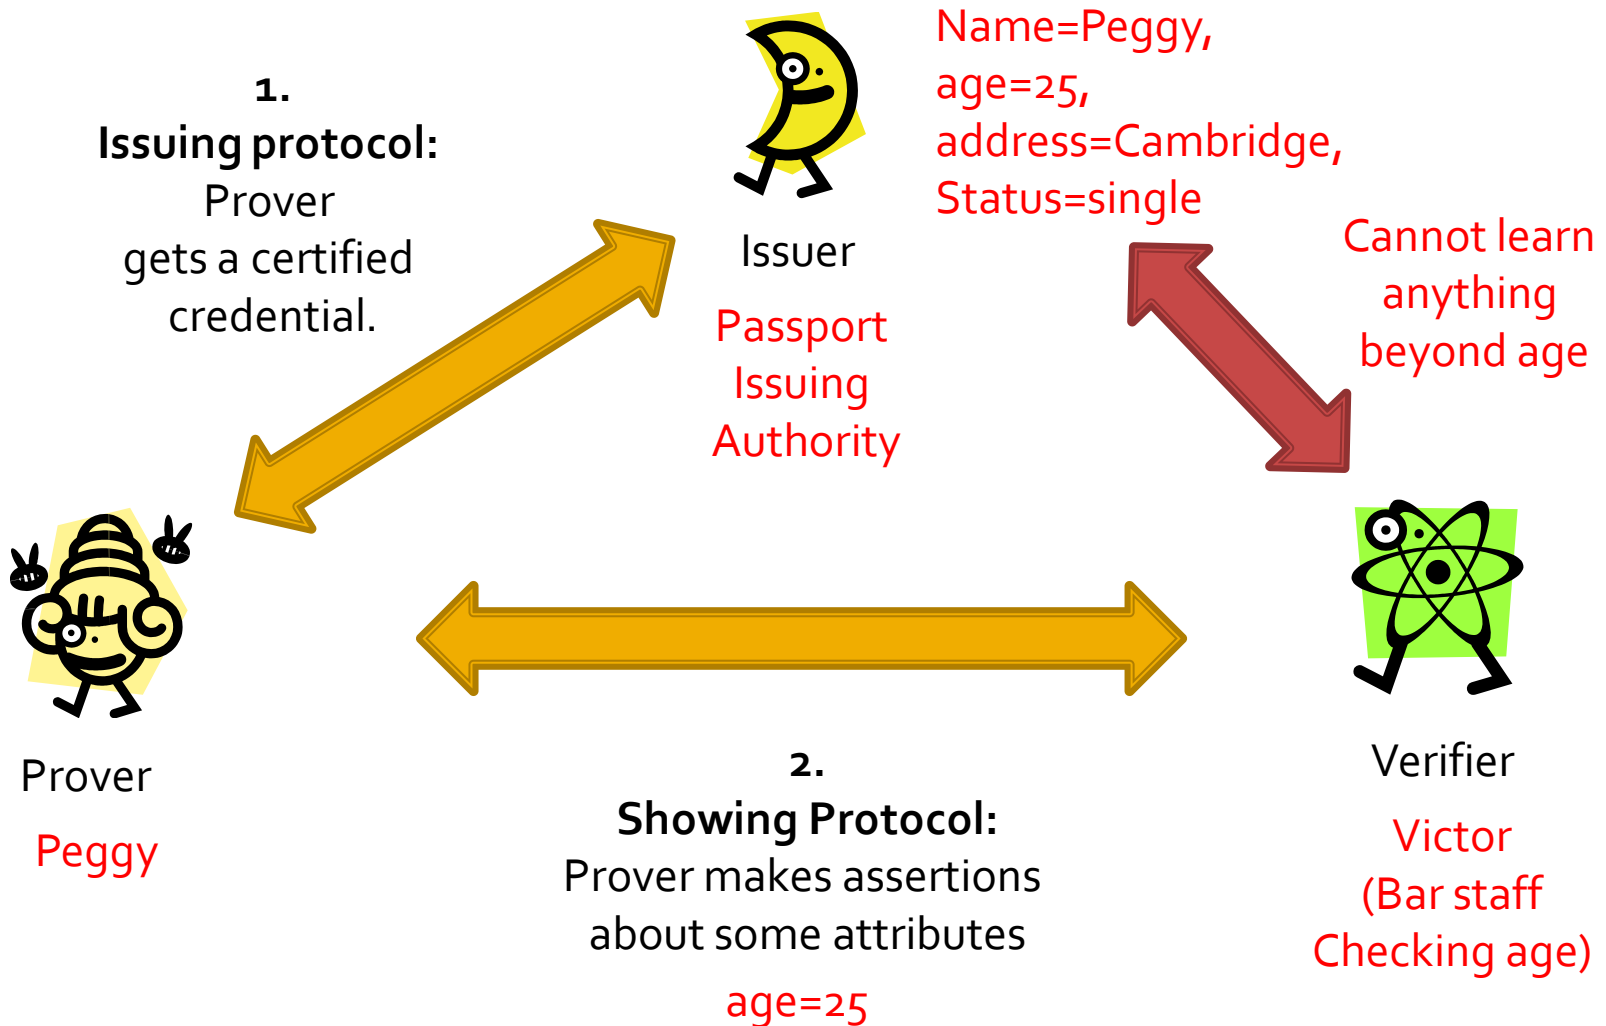 1.
Issuing protocol:
Prover
gets a certified
credential.
Issuer
Passport
Issuing
Authority
Name=Peggy,
age=25,
address=Cambridge,
Status=single
Cannot learn
anything
beyond age
Prover
Peggy
2.
Showing Protocol:
Prover makes assertions
about some attributes
age=25
Verifier
Victor
(Bar staff
Checking age)